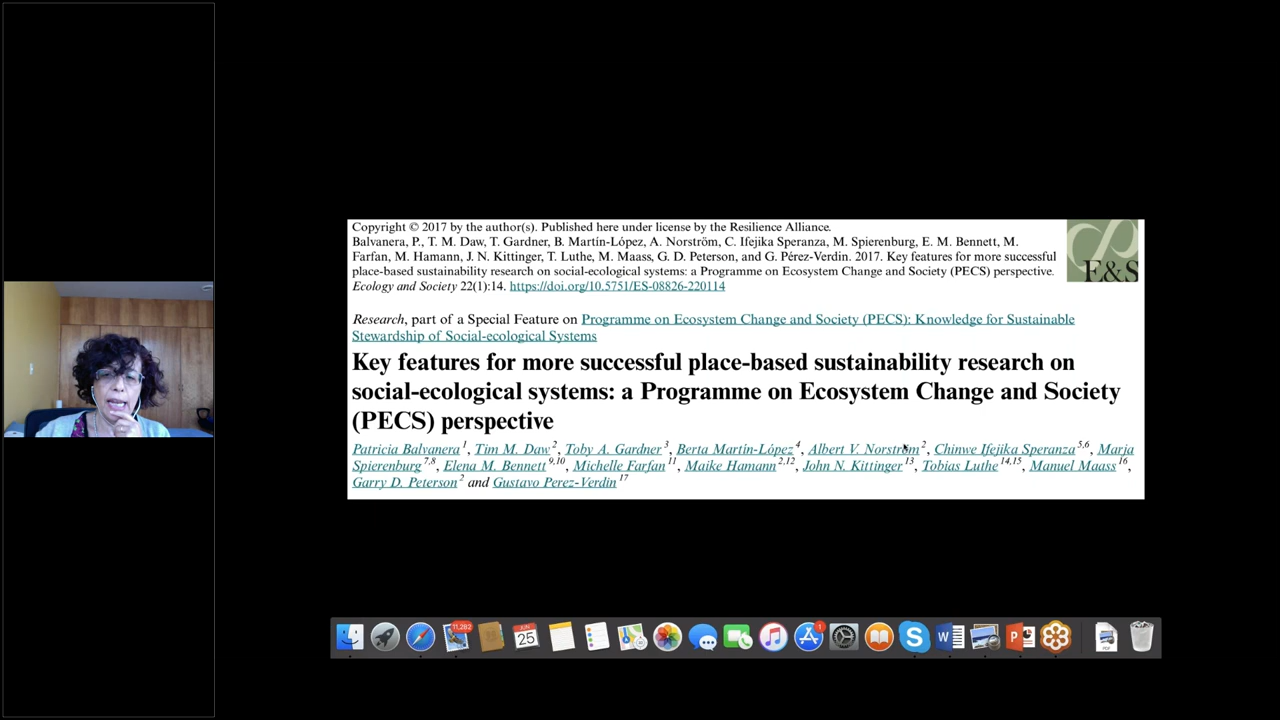 Copyright © 2017 by the author(s). Published here under license by the Resilience Alliance.
Balvanera, P., T. M. Daw, T. Gardner, B. Martín-López, A. Norström, C. Ifejika Speranza, M. Spierenburg, E. M. Bennett, M.
Farfan, M. Hamann, J. N. Kittinger, T. Luthe, M. Maass, G. D. Peterson, and G. Pérez-Verdin. 2017. Key features for more successful
place-based sustainability research on social-ecological systems: a Programme on Ecosystem Change and Society (PECS) perspective.
Ecology and Society 22(1):14. https://doi.org/10.5751/ES-08826-220114
E&S
Research, part of a Special Feature on Programme on Ecosystem Change and Society (PECS): Knowledge for Sustainable
Stewardship of Social-ecological Systems
Key features for more successful place-based sustainability research on
social-ecological systems: a Programme on Ecosystem Change and Society
(PECS) perspective
Patricia Balvanera 1, Tim M. Daw 2, Toby A. Gardner 3, Berta Martín-López 4, Albert V. Norström 2, Chinwe Ifejika Speranza 5,6, Marja
Spierenburg 7,8, Elena M. Bennett 9,10, Michelle Farfan 11, Maike Hamann 2,12, John N. Kittinger 13, Tobias Luthe 14,15, Manuel Maass 16,
Garry D. Peterson 2 and Gustavo Perez-Verdin 17
11,282
JUN
25
1
S
W
P
PDF